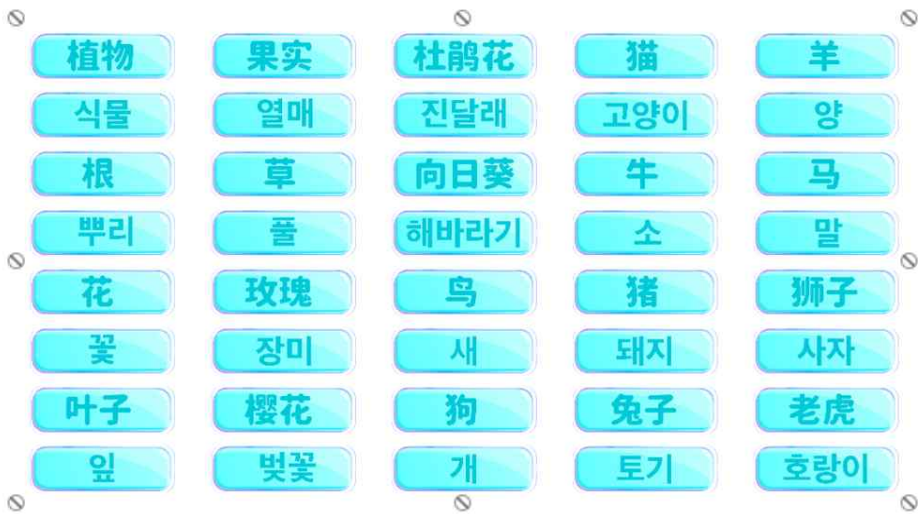 植物 果实 杜鹃花 猫 羊
식물 열매 진달래 고양이 양
根 草 向日葵 牛 马
뿌리 풀 해바라기 소 말
花 玫瑰 鸟 猪 狮子
꽃 장미 새 돼지 사자
叶子 樱花 狗 兔子 老虎
잎 벚꽃 개 토기 호랑이